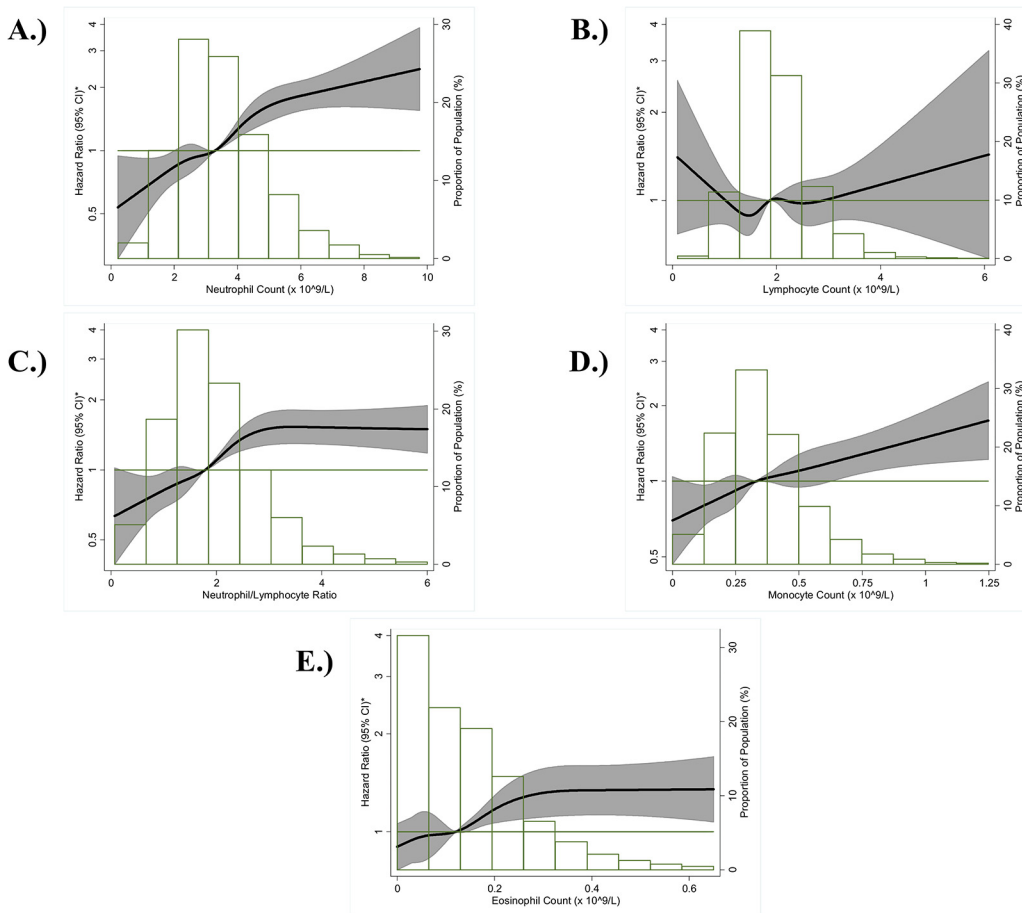 A.)
Hazard Ratio (95% CI)*
4
3
2
1
0.5
Proportion of Population (%)
30
20
10
0
0 2 4 6 8 10
Neutrophil Count (x 10^9/L)
B.)
Hazard Ratio (95% CI)*
4
3
2
1
Proportion of Population (%)
40
30
20
10
0
0 2 4 6
Lymphocyte Count (x 10^9/L)
C.)
Hazard Ratio (95% CI)*
4
3
2
1
0.5
Proportion of Population (%)
30
20
10
0
0 2 4 6
Neutrophil/Lymphocyte Ratio
D.)
Hazard Ratio (95% CI)*
4
3
2
1
0.5
Proportion of Population (%)
40
30
20
10
0
0 0.25 0.5 0.75 1 1.25
Monocyte Count (x 10^9/L)
E.)
Hazard Ratio (95% CI)*
4
3
2
1
Proportion of Population (%)
30
20
10
0
0 0.2 0.4 0.6
Eosinophil Count (x 10^9/L)